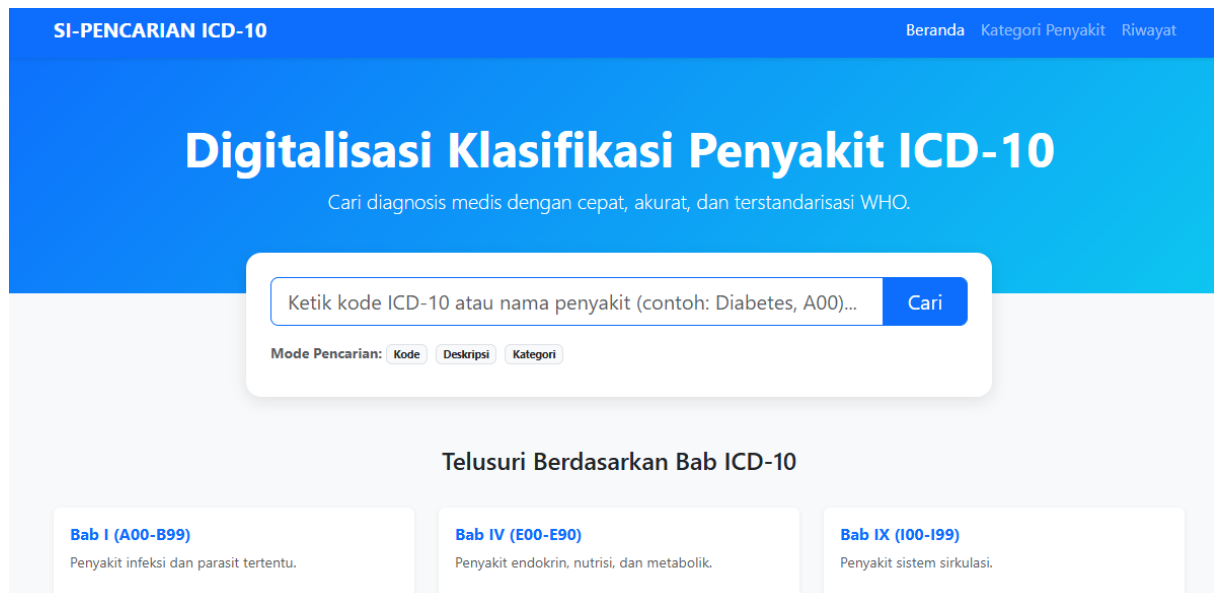 SI-PENCARIAN ICD-10
Beranda Kategori Penyakit Riwayat
Digitalisasi Klasifikasi Penyakit ICD-10
Cari diagnosis medis dengan cepat, akurat, dan terstandarisasi WHO.
Ketik kode ICD-10 atau nama penyakit (contoh: Diabetes, A00)... Cari
Mode Pencarian: Kode Deskripsi Kategori
Telusuri Berdasarkan Bab ICD-10
Bab I (A00-B99)
Penyakit infeksi dan parasit tertentu.
Bab IV (E00-E90)
Penyakit endokrin, nutrisi, dan metabolik.
Bab IX (I00-I99)
Penyakit sistem sirkulasi.